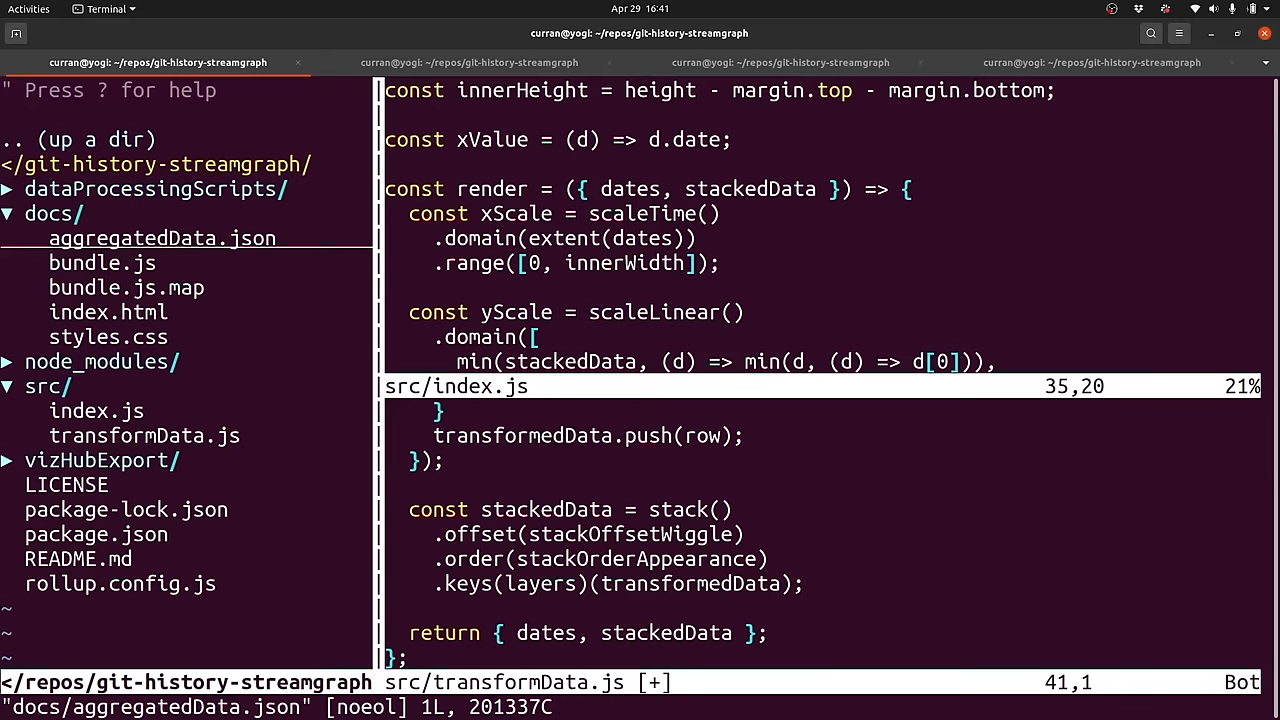 Activities
Terminal
Apr 29 16:41
curran@yogi: ~/repos/git-history-streamgraph
curran@yogi: ~/repos/git-history-streamgraph
curran@yogi: ~/repos/git-history-streamgraph
curran@yogi: ~/repos/git-history-streamgraph
curran@yogi: ~/repos/git-history-streamgraph
" Press ? for help
.. (up a dir)
</git-history-streamgraph/
▶ dataProcessingScripts/
▼ docs/
aggregatedData.json
bundle.js
bundle.js.map
index.html
styles.css
▶ node_modules/
▼ src/
index.js
transformData.js
▶ vizHubExport/
LICENSE
package-lock.json
package.json
README.md
rollup.config.js
~
~
~
</repos/git-history-streamgraph
const innerHeight = height - margin.top - margin.bottom;
const xValue = (d) => d.date;
const render = ({ dates, stackedData }) => {
const xScale = scaleTime()
.domain(extent(dates))
.range([0, innerWidth]);
const yScale = scaleLinear()
.domain([
min(stackedData, (d) => min(d, (d) => d[0])),
src/index.js 35,20 21%
}
transformedData.push(row);
});
const stackedData = stack()
.offset(stackOffsetWiggle)
.order(stackOrderAppearance)
.keys(layers)(transformedData);
return { dates, stackedData };
};
src/transformData.js [+] 41,1 Bot
"docs/aggregatedData.json" [noeol] 1L, 201337C